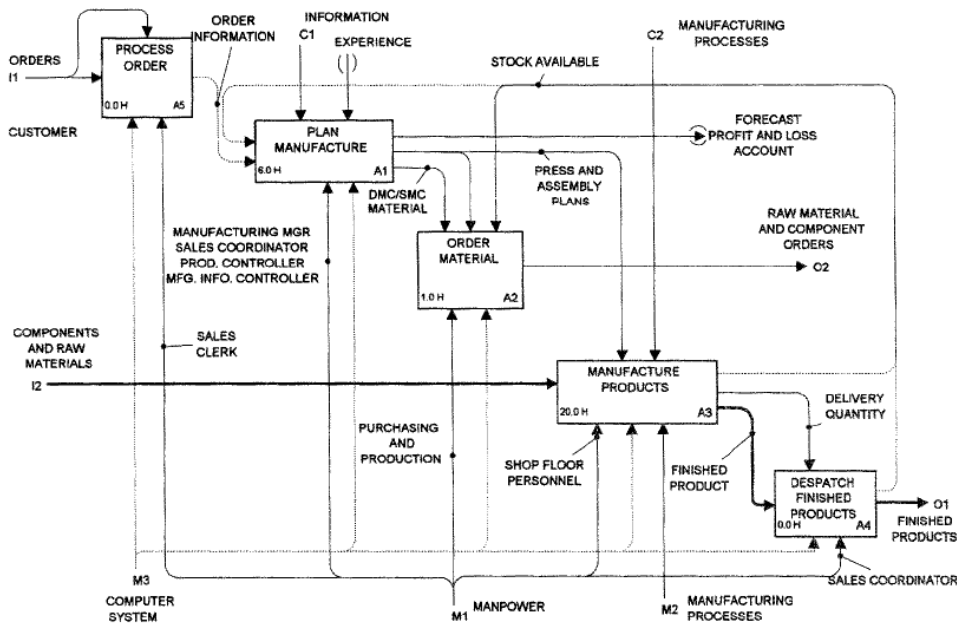 ORDERS
I1
CUSTOMER
PROCESS
ORDER
0.0 H
A5
ORDER
INFORMATION
INFORMATION
C1
EXPERIENCE
( )
STOCK AVAILABLE
C2
MANUFACTURING
PROCESSES
PLAN
MANUFACTURE
6.0 H
A1
FORECAST
PROFIT AND LOSS
ACCOUNT
DMC/SMC
MATERIAL
PRESS AND
ASSEMBLY
PLANS
MANUFACTURING MGR
SALES COORDINATOR
PROD. CONTROLLER
MFG. INFO. CONTROLLER
ORDER
MATERIAL
1.0 H
A2
RAW MATERIAL
AND COMPONENT
ORDERS
O2
COMPONENTS
AND RAW
MATERIALS
I2
SALES
CLERK
MANUFACTURE
PRODUCTS
20.0 H
A3
PURCHASING
AND
PRODUCTION
SHOP FLOOR
PERSONNEL
FINISHED
PRODUCT
DELIVERY
QUANTITY
DESPATCH
FINISHED
PRODUCTS
0.0 H
A4
O1
FINISHED
PRODUCTS
SALES COORDINATOR
M3
COMPUTER
SYSTEM
M1
MANPOWER
M2
MANUFACTURING
PROCESSES